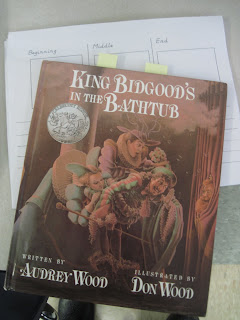 Beginning Middle End
KING BIDGOOD'S
IN THE BATHTUB
WRITTEN BY ILLUSTRATED BY
AUDREY WOOD DON WOOD